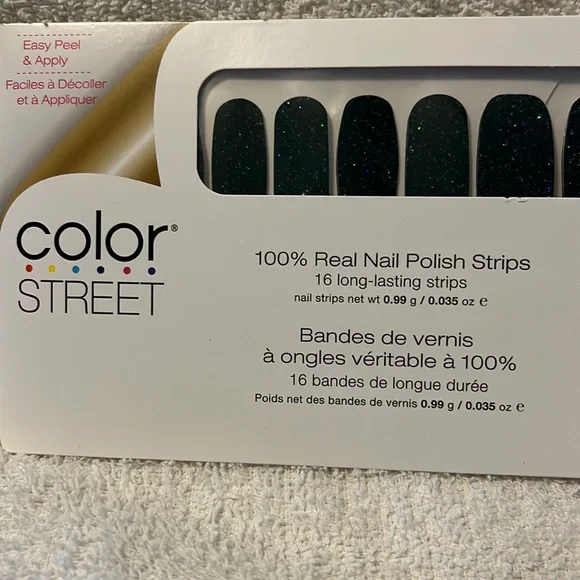 Easy Peel
& Apply
Faciles à Décoller
et à Appliquer
color®
STREET
100% Real Nail Polish Strips
16 long-lasting strips
nail strips net wt 0.99 g / 0.035 oz e
Bandes de vernis
à ongles véritable à 100%
16 bandes de longue durée
Poids net des bandes de vernis 0.99 g / 0.035 oz e